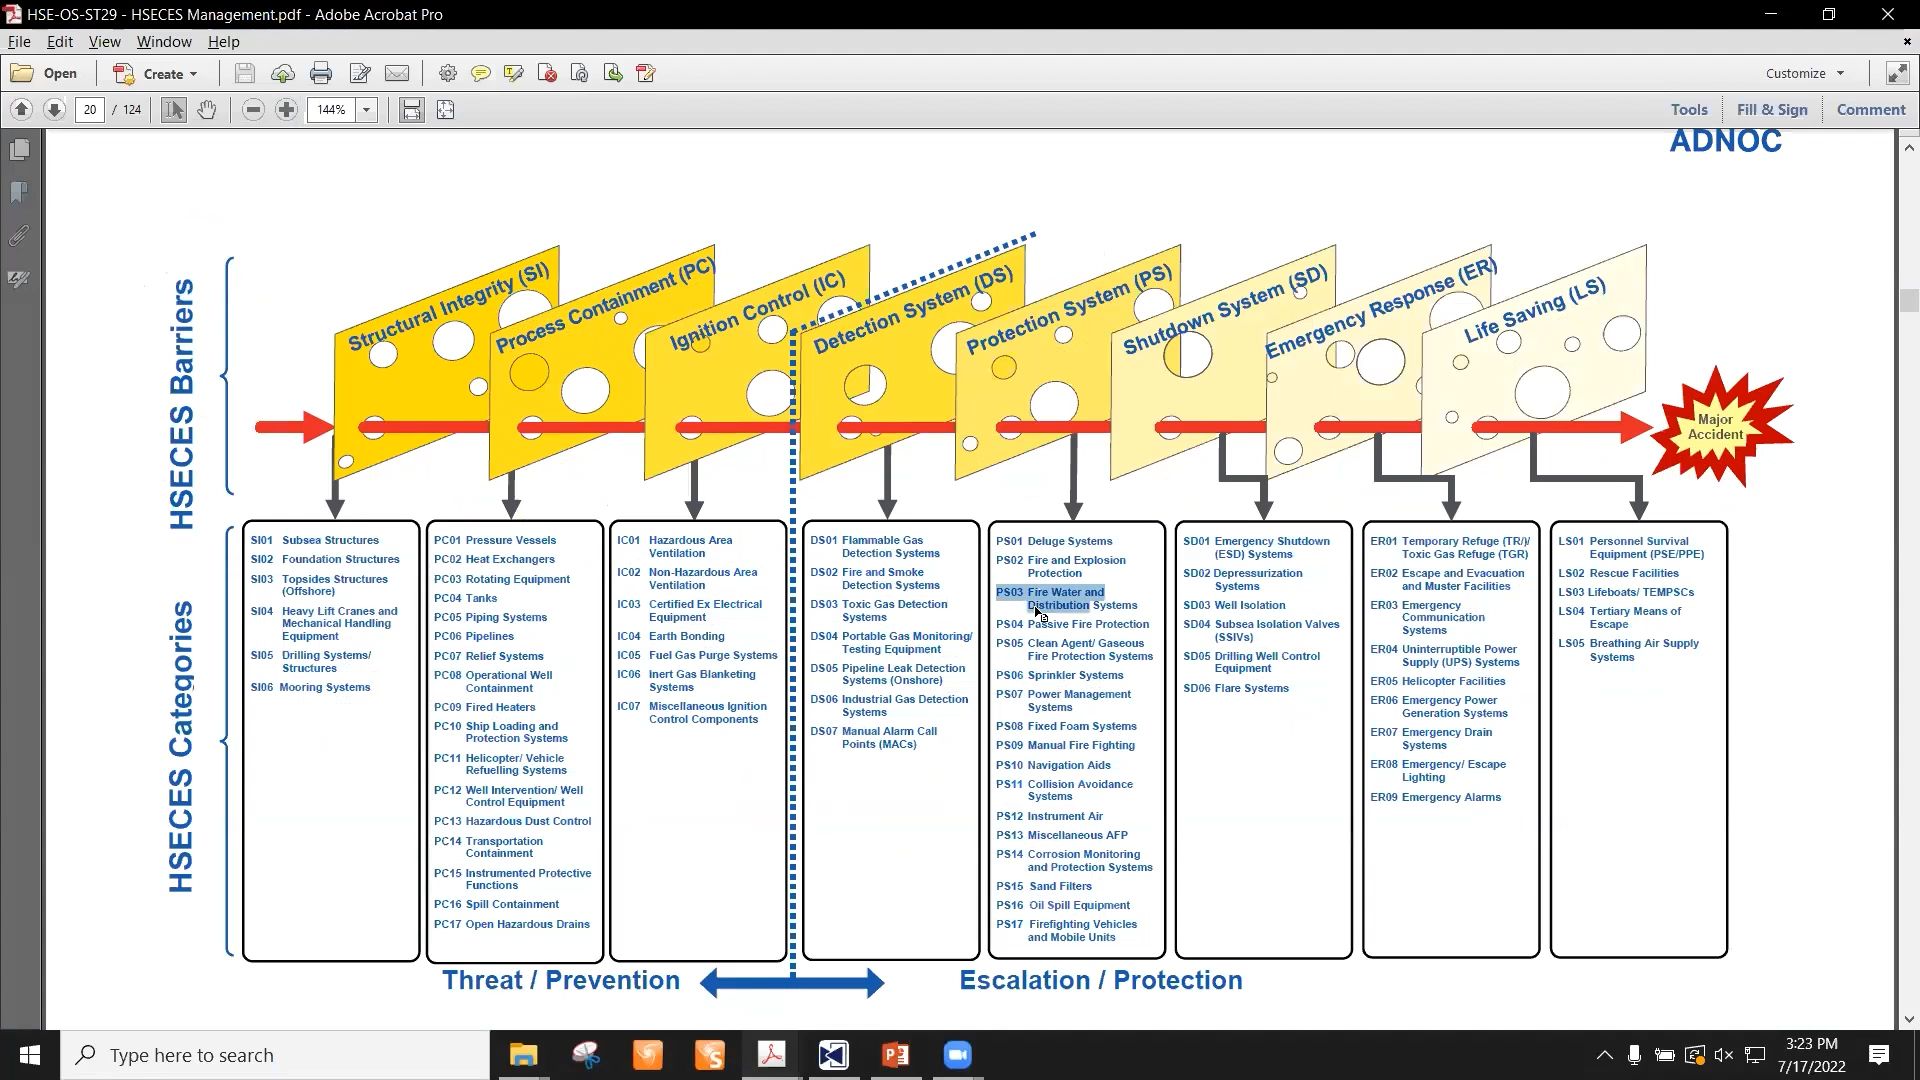 HSE-OS-ST29 - HSECES Management.pdf - Adobe Acrobat Pro
File Edit View Window Help
Open Create Customize
20 / 124 144% Tools Fill & Sign Comment
ADNOC
HSECES Barriers
Structural Integrity (SI)
Process Containment (PC)
Ignition Control (IC)
Detection System (DS)
Protection System (PS)
Shutdown System (SD)
Emergency Response (ER)
Life Saving (LS)
Major
Accident
HSECES Categories
SI01 Subsea Structures
SI02 Foundation Structures
SI03 Topsides Structures
(Offshore)
SI04 Heavy Lift Cranes and
Mechanical Handling
Equipment
SI05 Drilling Systems/
Structures
SI06 Mooring Systems
PC01 Pressure Vessels
PC02 Heat Exchangers
PC03 Rotating Equipment
PC04 Tanks
PC05 Piping Systems
PC06 Pipelines
PC07 Relief Systems
PC08 Operational Well
Containment
PC09 Fired Heaters
PC10 Ship Loading and
Protection Systems
PC11 Helicopter/ Vehicle
Refuelling Systems
PC12 Well Intervention/ Well
Control Equipment
PC13 Hazardous Dust Control
PC14 Transportation
Containment
PC15 Instrumented Protective
Functions
PC16 Spill Containment
PC17 Open Hazardous Drains
IC01 Hazardous Area
Ventilation
IC02 Non-Hazardous Area
Ventilation
IC03 Certified Ex Electrical
Equipment
IC04 Earth Bonding
IC05 Fuel Gas Purge Systems
IC06 Inert Gas Blanketing
Systems
IC07 Miscellaneous Ignition
Control Components
DS01 Flammable Gas
Detection Systems
DS02 Fire and Smoke
Detection Systems
DS03 Toxic Gas Detection
Systems
DS04 Portable Gas Monitoring/
Testing Equipment
DS05 Pipeline Leak Detection
Systems (Onshore)
DS06 Industrial Gas Detection
Systems
DS07 Manual Alarm Call
Points (MACs)
PS01 Deluge Systems
PS02 Fire and Explosion
Protection
PS03 Fire Water and
Distribution Systems
PS04 Passive Fire Protection
PS05 Clean Agent/ Gaseous
Fire Protection Systems
PS06 Sprinkler Systems
PS07 Power Management
Systems
PS08 Fixed Foam Systems
PS09 Manual Fire Fighting
PS10 Navigation Aids
PS11 Collision Avoidance
Systems
PS12 Instrument Air
PS13 Miscellaneous AFP
PS14 Corrosion Monitoring
and Protection Systems
PS15 Sand Filters
PS16 Oil Spill Equipment
PS17 Firefighting Vehicles
and Mobile Units
SD01 Emergency Shutdown
(ESD) Systems
SD02 Depressurization
Systems
SD03 Well Isolation
SD04 Subsea Isolation Valves
(SSIVs)
SD05 Drilling Well Control
Equipment
SD06 Flare Systems
ER01 Temporary Refuge (TR/)/
Toxic Gas Refuge (TGR)
ER02 Escape and Evacuation
and Muster Facilities
ER03 Emergency
Communication
Systems
ER04 Uninterruptible Power
Supply (UPS) Systems
ER05 Helicopter Facilities
ER06 Emergency Power
Generation Systems
ER07 Emergency Drain
Systems
ER08 Emergency/ Escape
Lighting
ER09 Emergency Alarms
LS01 Personnel Survival
Equipment (PSE/PPE)
LS02 Rescue Facilities
LS03 Lifeboats/ TEMPSCs
LS04 Tertiary Means of
Escape
LS05 Breathing Air Supply
Systems
Threat / Prevention Escalation / Protection
Type here to search
3:23 PM
7/17/2022